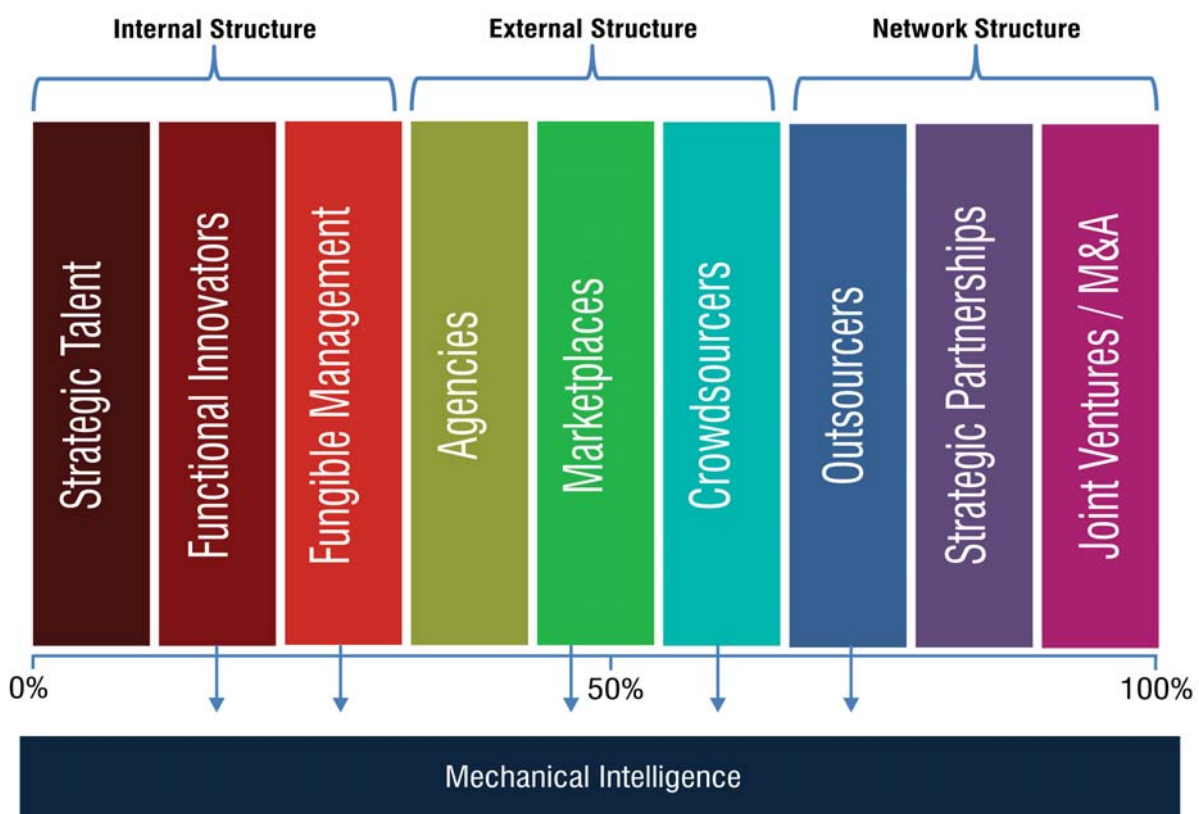 Internal Structure
External Structure
Network Structure
Strategic Talent
Functional Innovators
Fungible Management
Agencies
Marketplaces
Crowdsourcers
Outsourcers
Strategic Partnerships
Joint Ventures / M&A
0%
50%
100%
Mechanical Intelligence